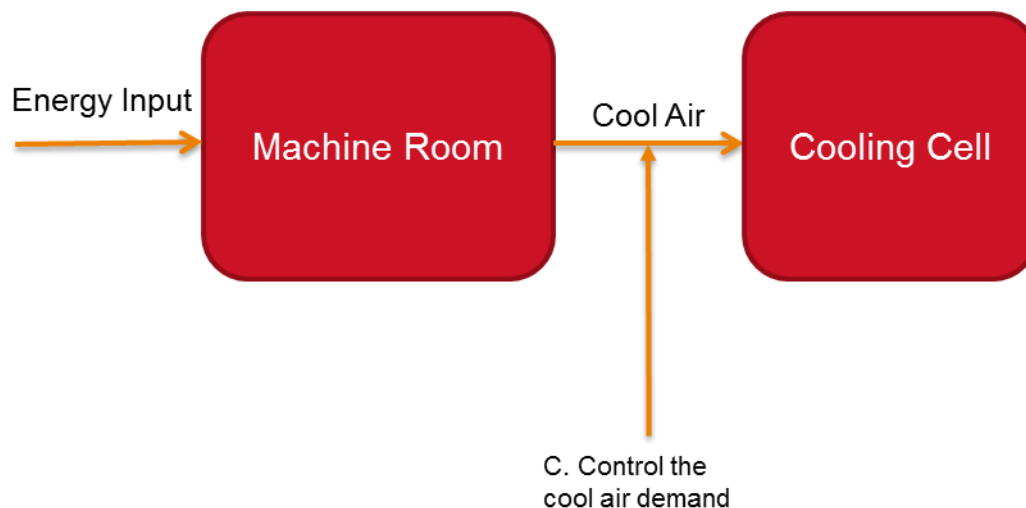 Energy Input
Machine Room
Cool Air
Cooling Cell
C. Control the
cool air demand